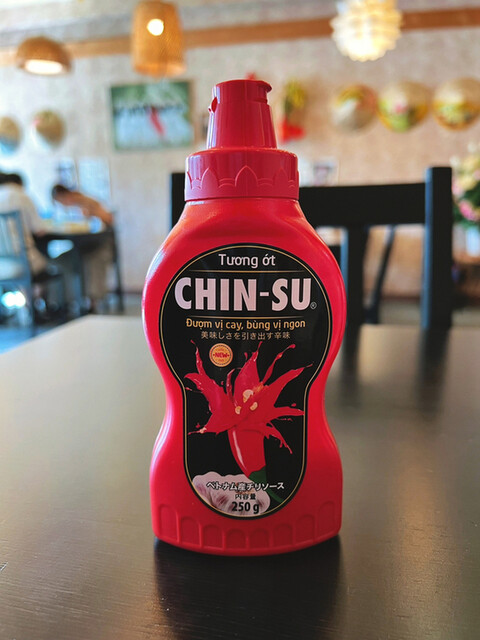 Tương ớt
CHIN-SU®
Đượm vị cay, bùng vị ngon
美味しさを引き出す辛味
NEW
ベトナム産チリソース
内容量
250 g